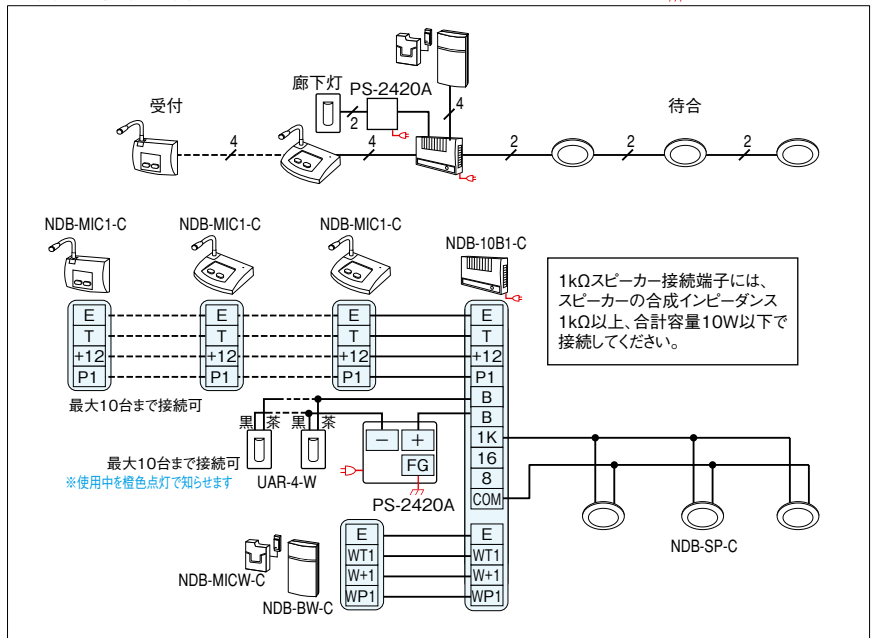 受付
廊下灯
PS-2420A
待合
4
2
4
4
2
2
2
NDB-MIC1-C
NDB-MIC1-C
NDB-MIC1-C
NDB-10B1-C
1kΩスピーカー接続端子には、
スピーカーの合成インピーダンス
1kΩ以上、合計容量10W以下で
接続してください。
E
T
+12
P1
E
T
+12
P1
E
T
+12
P1
E
T
+12
P1
B
B
1K
16
8
COM
最大10台まで接続可
黒 茶 黒 茶
最大10台まで接続可
※使用中を橙色点灯で知らせます
UAR-4-W
− +
FG
PS-2420A
NDB-SP-C
E
WT1
W+1
WP1
E
WT1
W+1
WP1
NDB-MICW-C
NDB-BW-C